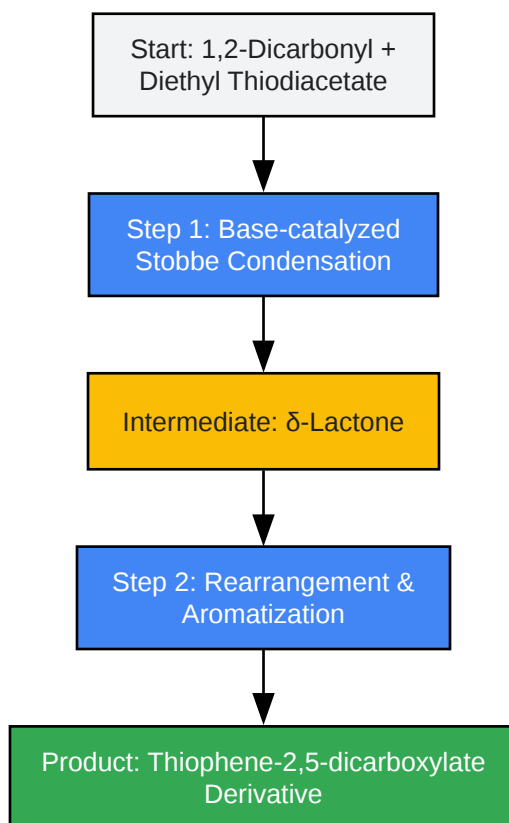 Start: 1,2-Dicarbonyl +
Diethyl Thiodiacetate
Step 1: Base-catalyzed
Stobbe Condensation
Intermediate: δ-Lactone
Step 2: Rearrangement &
Aromatization
Product: Thiophene-2,5-dicarboxylate
Derivative